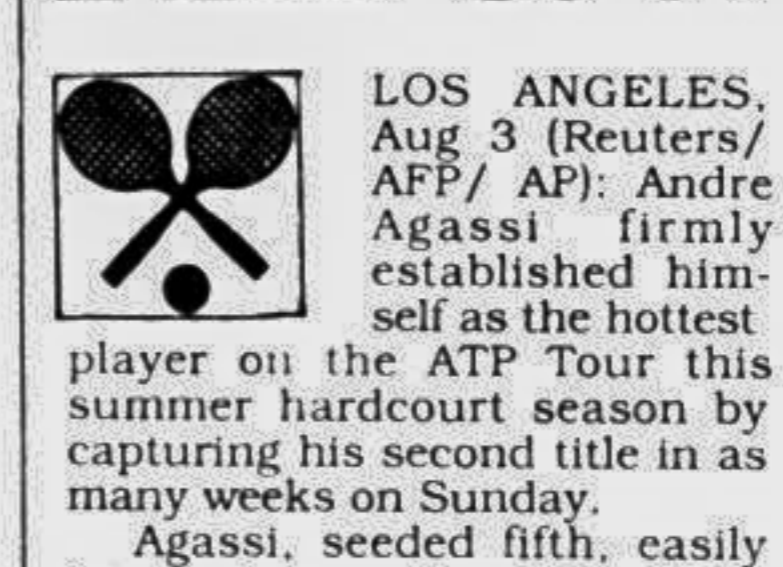 LOS ANGELES,
Aug 3 (Reuters/
AFP/ AP): Andre
Agassi firmly
established him-
self as the hottest
player on the ATP Tour this
summer hardcourt season by
capturing his second title in as
many weeks on Sunday.
Agassi, seeded fifth, easily